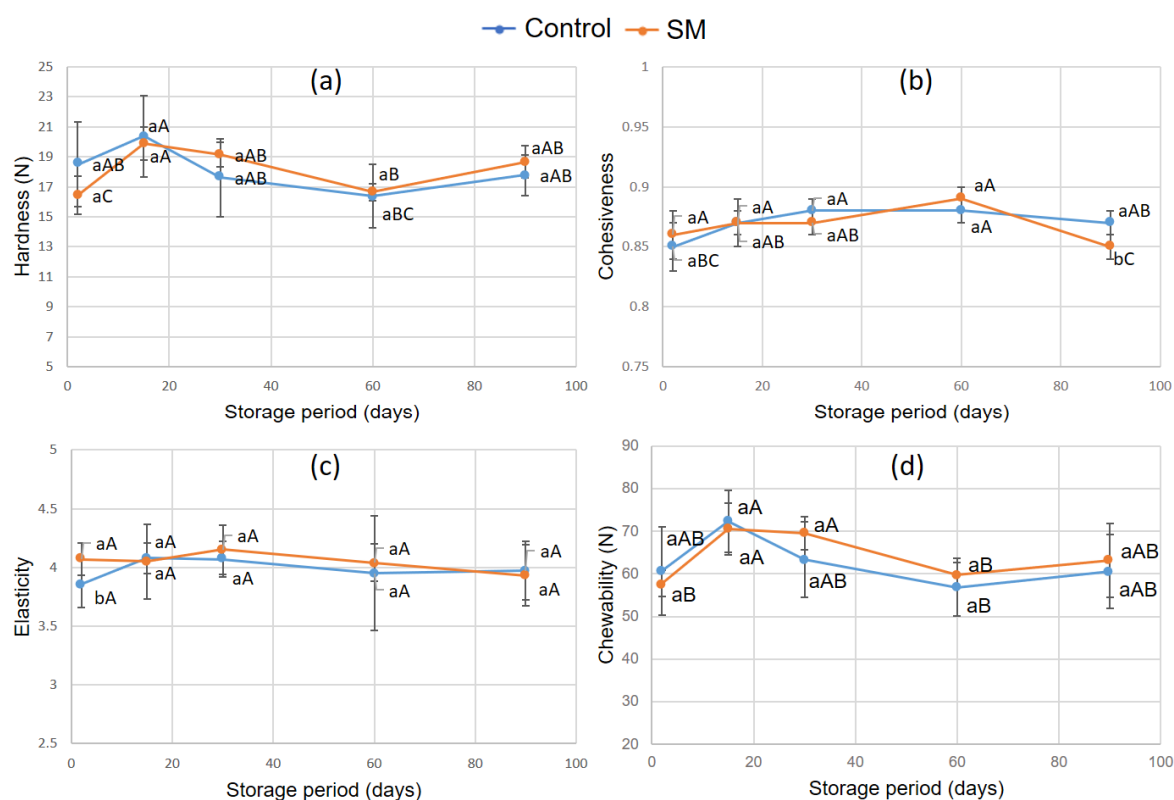 Control SM
(a)
25
23
21
19
17
15
13
11
9
7
5
Hardness (N)
aAB
aC
aA
aA
aAB
aAB
aB
aBC
aAB
aAB
0 20 40 60 80 100
Storage period (days)
(b)
1
0.95
0.9
0.85
0.8
0.75
Cohesiveness
aA
aBC
aA
aAB
aA
aAB
aA
aA
aAB
bC
0 20 40 60 80 100
Storage period (days)
(c)
5
4.5
4
3.5
3
2.5
Elasticity
aA
bA
aA
aA
aA
aA
aA
aA
aA
aA
0 20 40 60 80 100
Storage period (days)
(d)
90
80
70
60
50
40
30
20
Chewability (N)
aAB
aB
aA
aA
aA
aAB
aB
aB
aAB
aAB
0 20 40 60 80 100
Storage period (days)